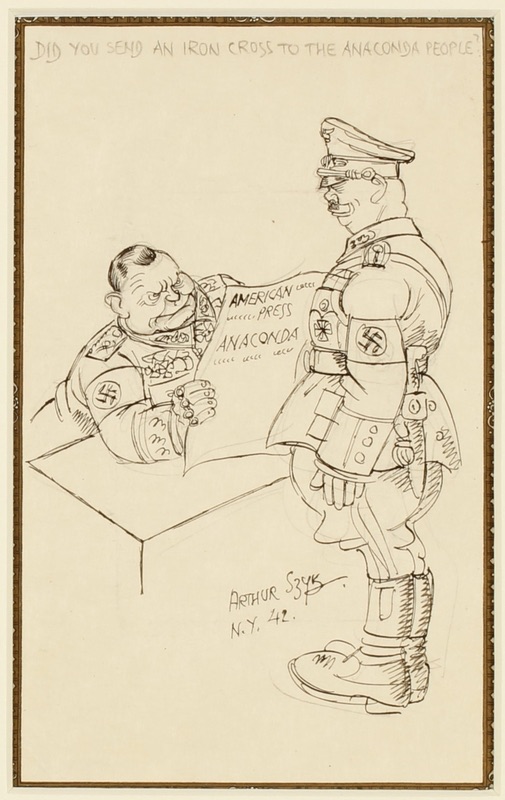 DID YOU SEND AN IRON CROSS TO THE ANACONDA PEOPLE?
AMERICAN
PRESS
ANACONDA
ARTHUR SZYK.
N.Y. 42.